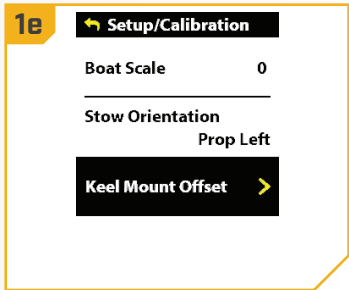 1e
Setup/Calibration
Boat Scale 0
Stow Orientation
Prop Left
Keel Mount Offset